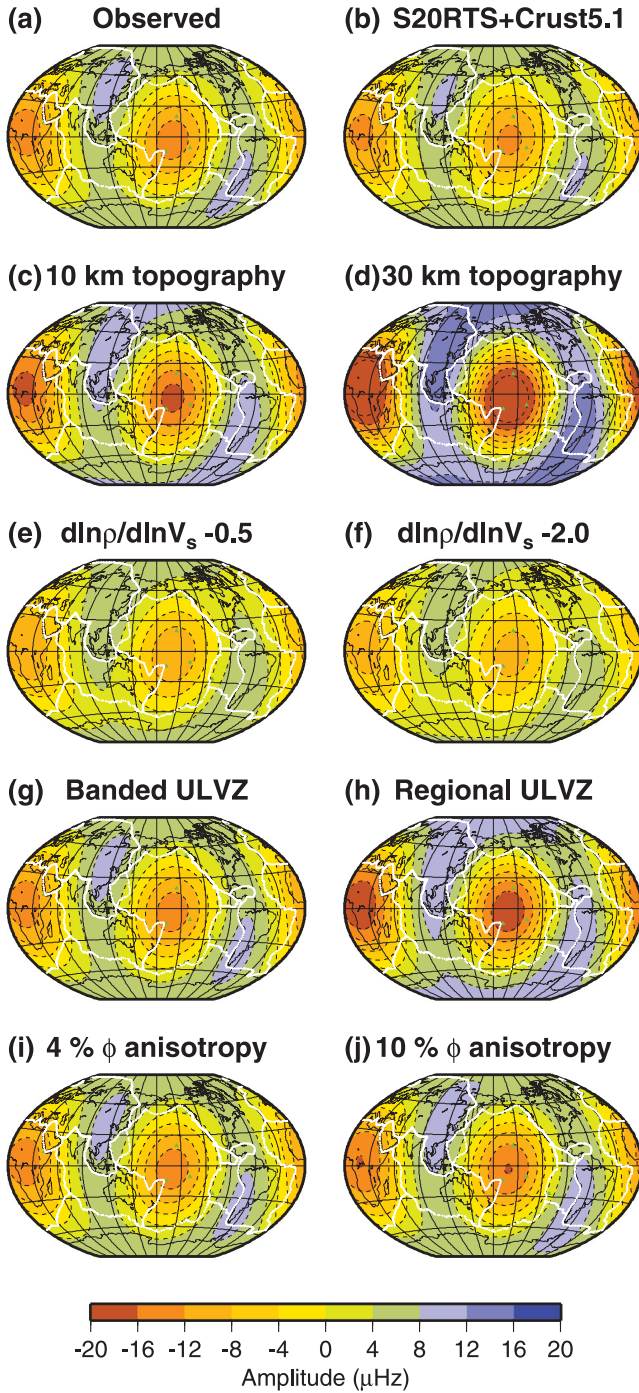 (a) Observed
(b) S20RTS+Crust5.1
(c) 10 km topography
(d) 30 km topography
(e) dlnρ/dlnVs -0.5
(f) dlnρ/dlnVs -2.0
(g) Banded ULVZ
(h) Regional ULVZ
(i) 4 % ϕ anisotropy
(j) 10 % ϕ anisotropy
-20 -16 -12 -8 -4 0 4 8 12 16 20
Amplitude (μHz)